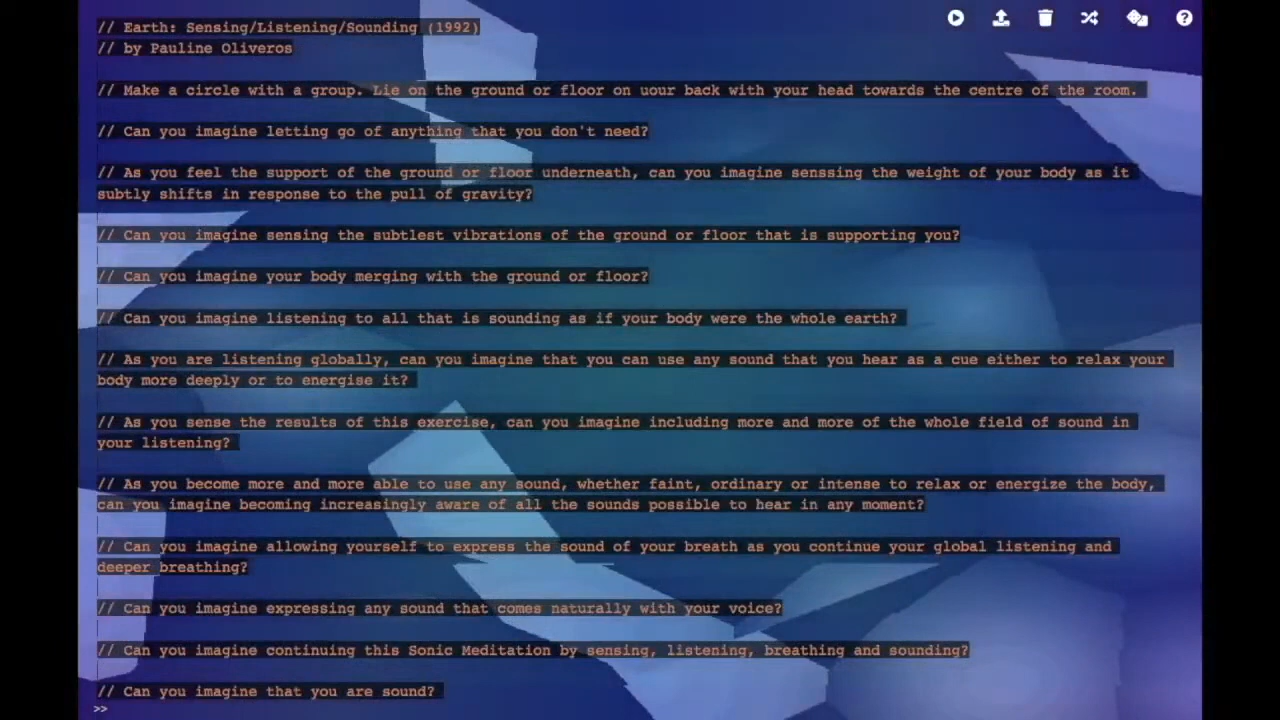 // Earth: Sensing/Listening/Sounding (1992)
// by Pauline Oliveros
// Make a circle with a group. Lie on the ground or floor on uour back with your head towards the centre of the room.
// Can you imagine letting go of anything that you don't need?
// As you feel the support of the ground or floor underneath, can you imagine senssing the weight of your body as it
subtly shifts in response to the pull of gravity?
// Can you imagine sensing the subtlest vibrations of the ground or floor that is supporting you?
// Can you imagine your body merging with the ground or floor?
// Can you imagine listening to all that is sounding as if your body were the whole earth?
// As you are listening globally, can you imagine that you can use any sound that you hear as a cue either to relax your
body more deeply or to energise it?
// As you sense the results of this exercise, can you imagine including more and more of the whole field of sound in
your listening?
// As you become more and more able to use any sound, whether faint, ordinary or intense to relax or energize the body,
can you imagine becoming increasingly aware of all the sounds possible to hear in any moment?
// Can you imagine allowing yourself to express the sound of your breath as you continue your global listening and
deeper breathing?
// Can you imagine expressing any sound that comes naturally with your voice?
// Can you imagine continuing this Sonic Meditation by sensing, listening, breathing and sounding?
// Can you imagine that you are sound?
>>